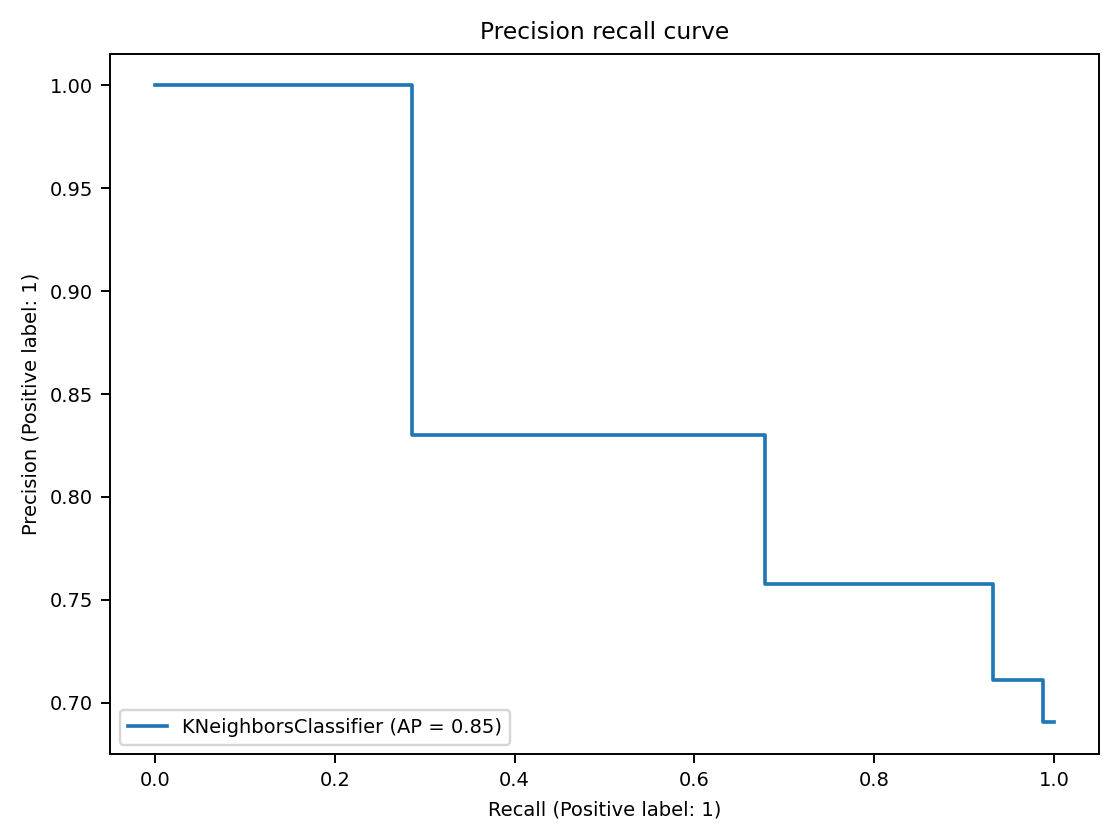 Precision recall curve
1.00
0.95
0.90
0.85
0.80
0.75
0.70
Precision (Positive label: 1)
KNeighborsClassifier (AP = 0.85)
0.0 0.2 0.4 0.6 0.8 1.0
Recall (Positive label: 1)